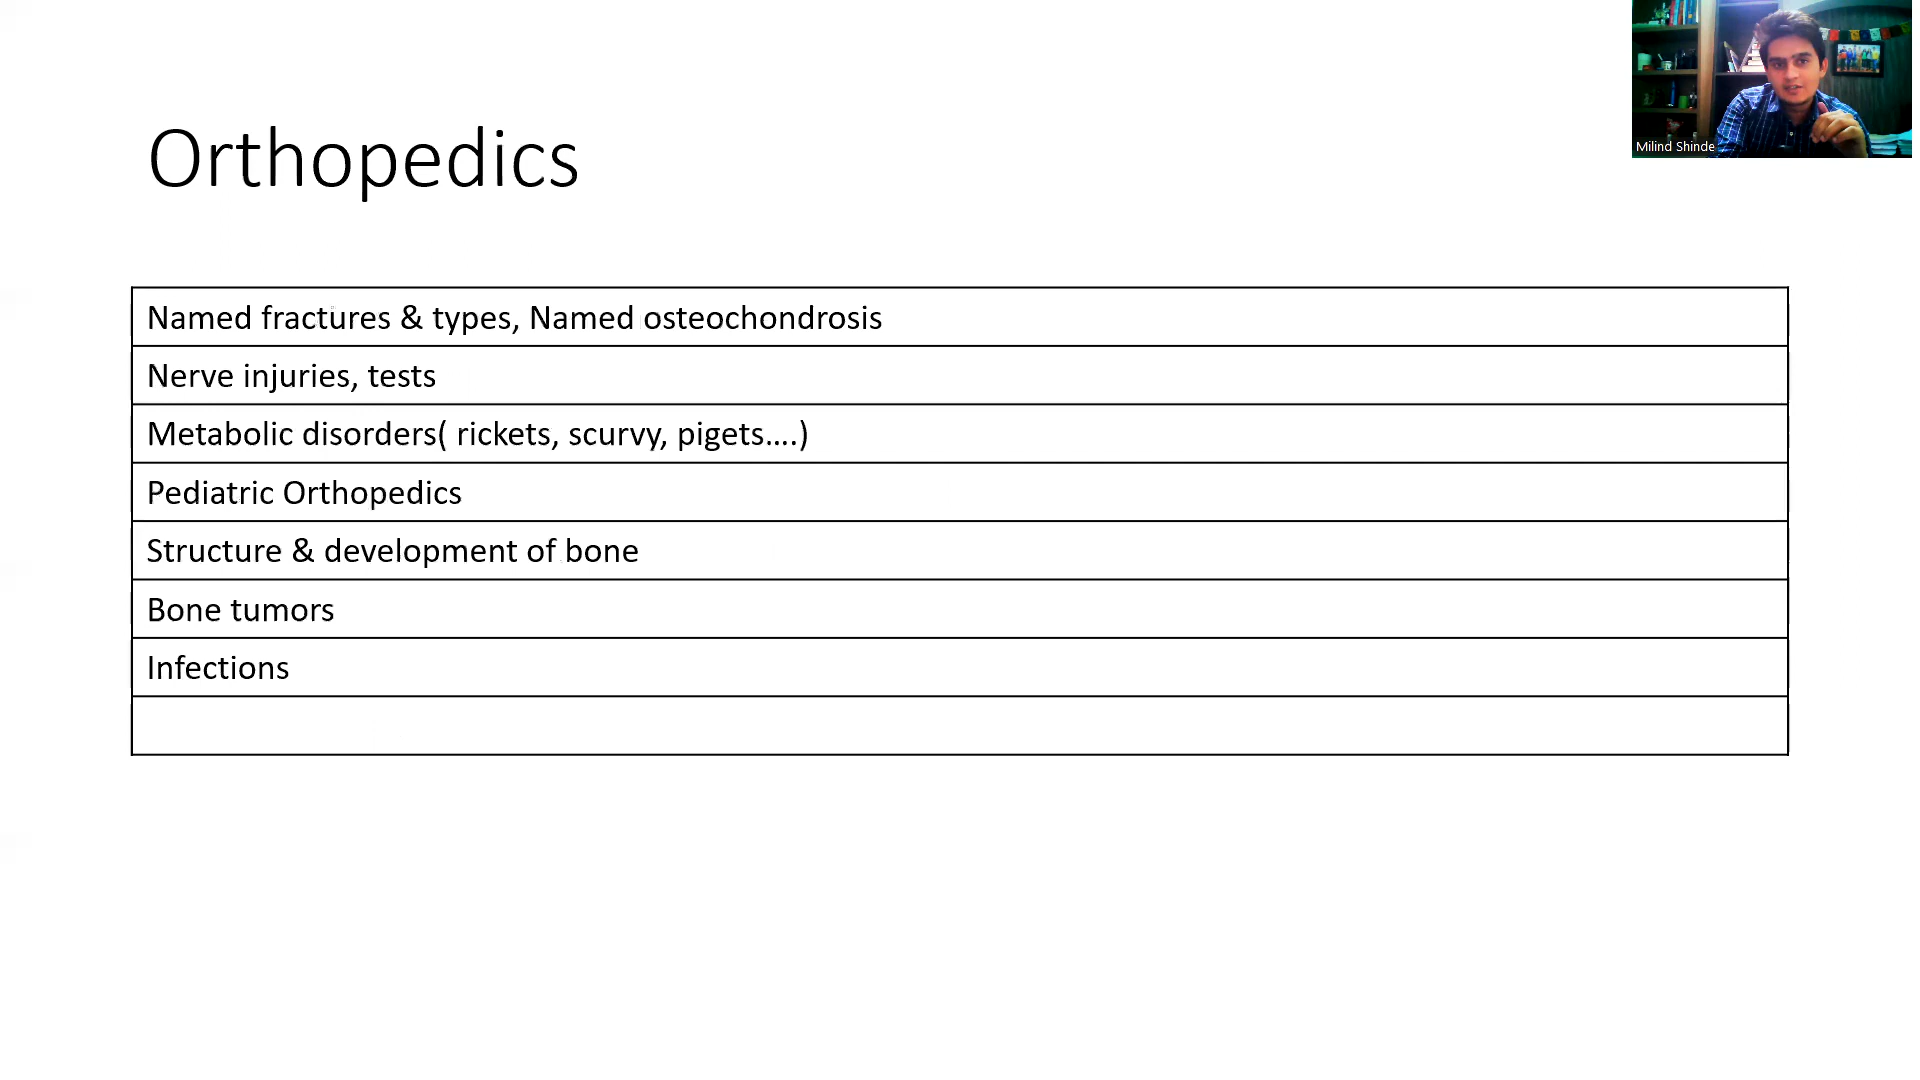 Milind Shinde
Orthopedics
Named fractures & types, Named osteochondrosis
Nerve injuries, tests
Metabolic disorders( rickets, scurvy, pigets....)
Pediatric Orthopedics
Structure & development of bone
Bone tumors
Infections